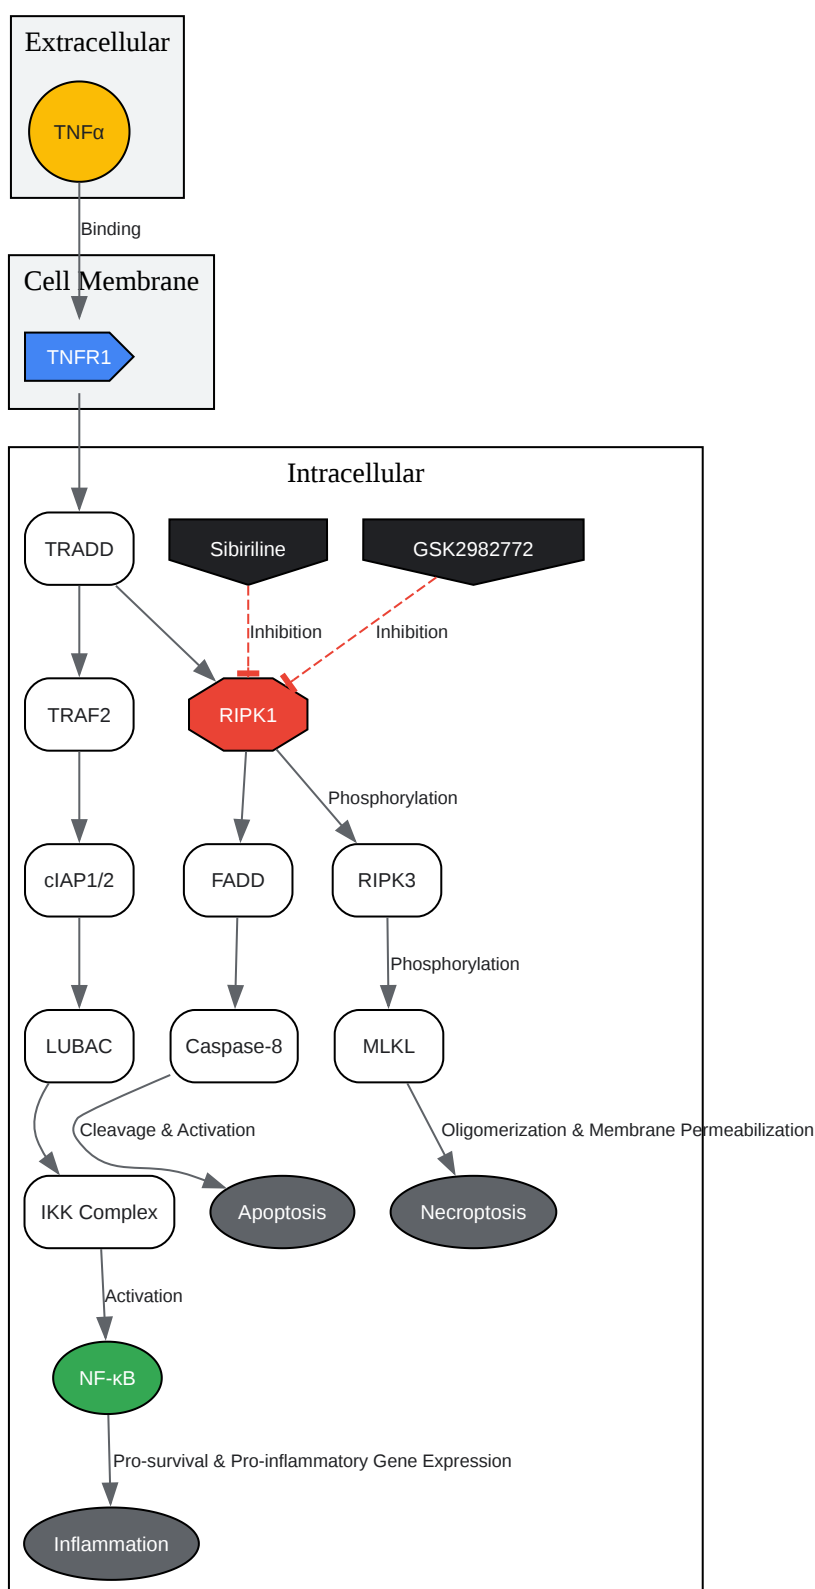 Extracellular
TNFα
Binding
Cell Membrane
TNFR1
Intracellular
TRADD
Sibiriline
GSK2982772
Inhibition
Inhibition
TRAF2
RIPK1
Phosphorylation
cIAP1/2
FADD
RIPK3
Phosphorylation
LUBAC
Caspase-8
MLKL
Cleavage & Activation
Oligomerization & Membrane Permeabilization
IKK Complex
Apoptosis
Necroptosis
Activation
NF-κB
Pro-survival & Pro-inflammatory Gene Expression
Inflammation